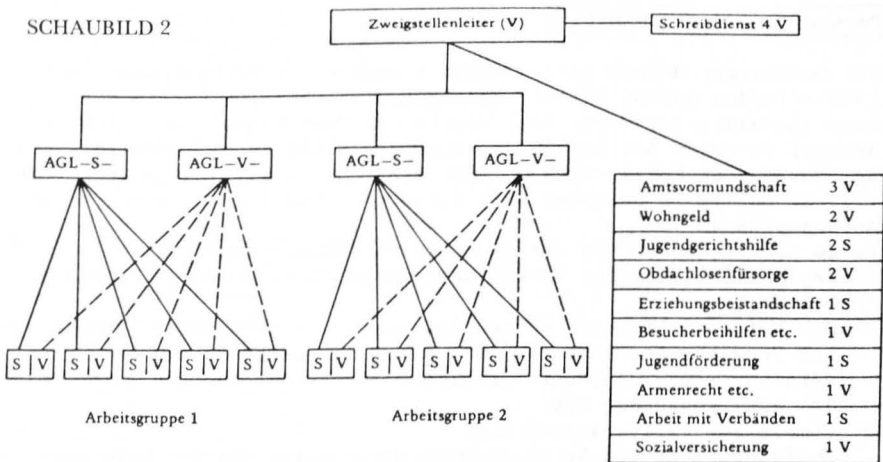 SCHAUBILD 2
Zweigstellenleiter (V)
Schreibdienst 4 V
AGL–S–
AGL–V–
AGL–S–
AGL–V–
S | V
S | V
S | V
S | V
S | V
S | V
S | V
S | V
S | V
S | V
Arbeitsgruppe 1
Arbeitsgruppe 2
Amtsvormundschaft 3 V
Wohngeld 2 V
Jugendgerichtshilfe 2 S
Obdachlosenfürsorge 2 V
Erziehungsbeistandschaft 1 S
Besucherbeihilfen etc. 1 V
Jugendförderung 1 S
Armenrecht etc. 1 V
Arbeit mit Verbänden 1 S
Sozialversicherung 1 V